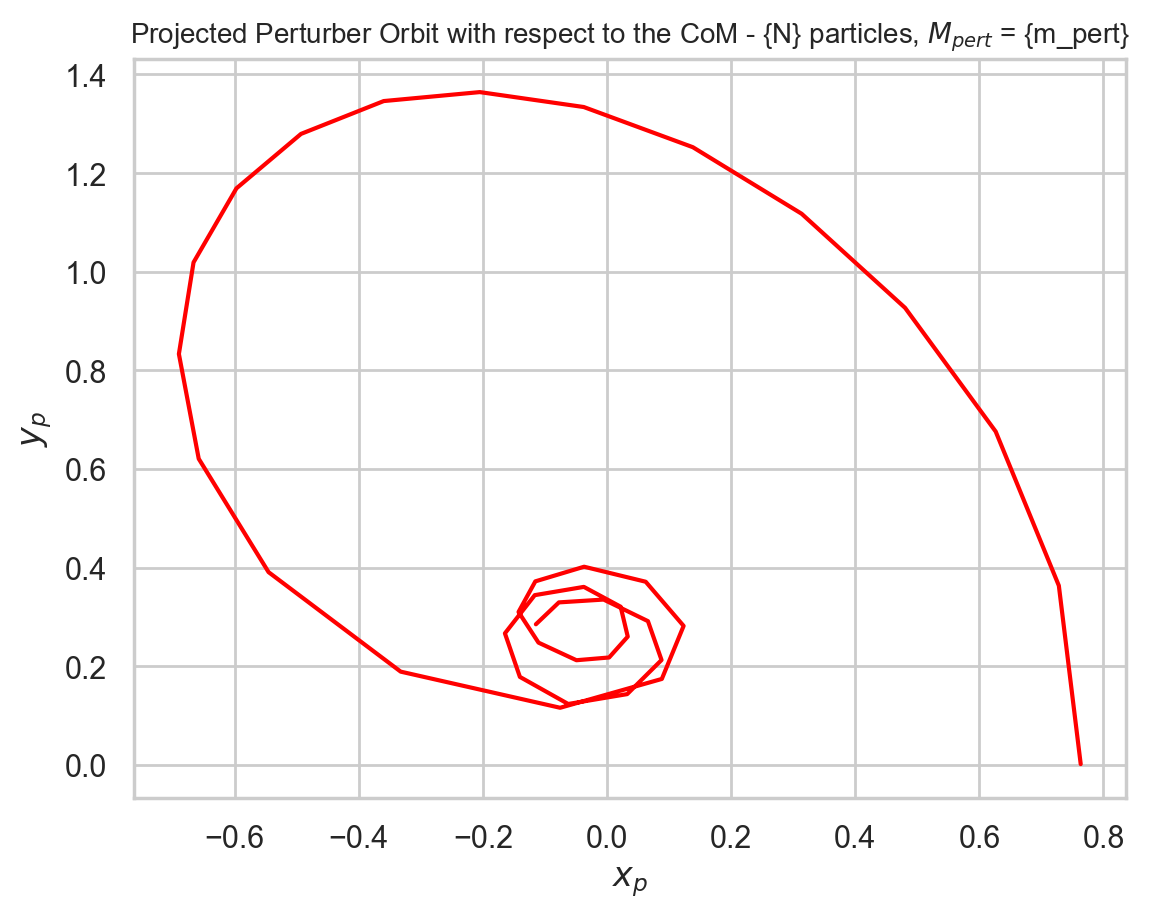 Projected Perturber Orbit with respect to the CoM - {N} particles, M_pert = {m_pert}
1.4
1.2
1.0
0.8
0.6
0.4
0.2
0.0
y_p
−0.6 −0.4 −0.2 0.0 0.2 0.4 0.6 0.8
x_p